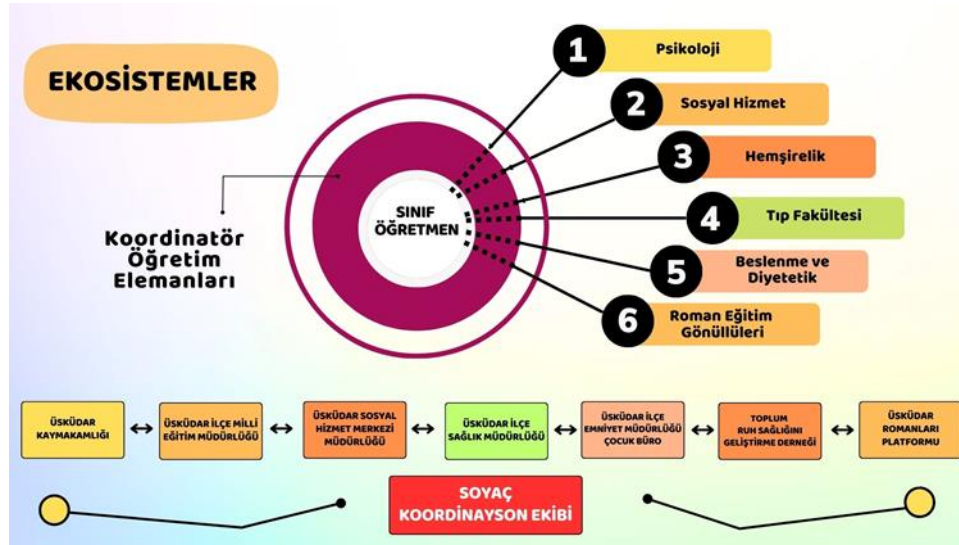 EKOSİSTEMLER
1
Psikoloji
2
Sosyal Hizmet
3
Hemşirelik
4
Tıp Fakültesi
5
Beslenme ve
Diyetetik
6
Roman Eğitim
Gönüllüleri
SINIF
ÖĞRETMEN
Koordinatör
Öğretim
Elemanları
ÜSKÜDAR
KAYMAKAMLIĞI
ÜSKÜDAR İLÇE MİLLİ
EĞİTİM MÜDÜRLÜĞÜ
ÜSKÜDAR SOSYAL
HİZMET MERKEZİ
MÜDÜRLÜĞÜ
ÜSKÜDAR İLÇE
SAĞLIK MÜDÜRLÜĞÜ
ÜSKÜDAR İLÇE
EMNİYET MÜDÜRLÜĞÜ
ÇOCUK BÜRO
TOPLUM
RUH SAĞLIĞINI
GELİŞTİRME DERNEĞİ
ÜSKÜDAR
ROMANLARI
PLATFORMU
SOYAÇ
KOORDİNAYSON EKİBİ